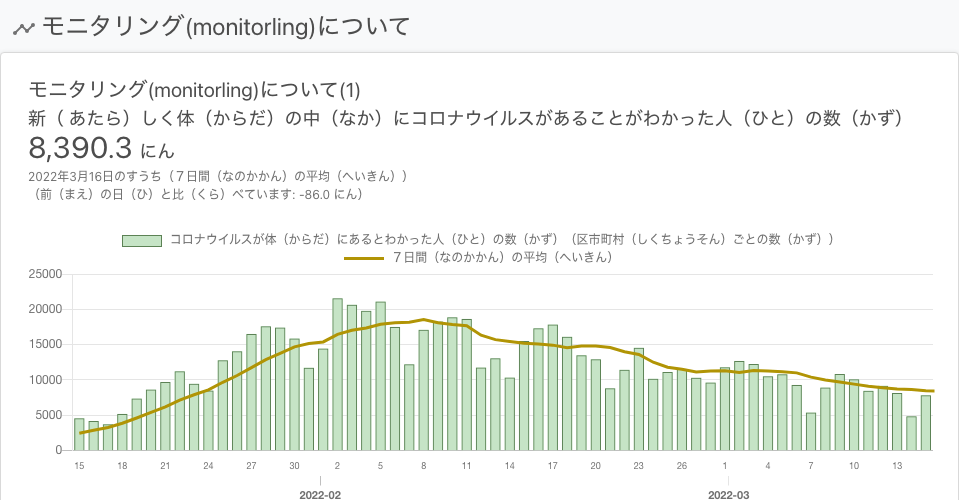 モニタリング(monitorling)について
モニタリング(monitorling)について(1)
新（ あたら）しく体（からだ）の中（なか）にコロナウイルスがあることがわかった人（ひと）の数（かず）
8,390.3 にん
2022年3月16日のすうち（７日間（なのかかん）の平均（へいきん））
（前（まえ）の日（ひ）と比（くら）べています: -86.0 にん）
コロナウイルスが体（からだ）にあるとわかった人（ひと）の数（かず）（区市町村（しくちょうそん）ごとの数（かず））
７日間（なのかかん）の平均（へいきん）
25000
20000
15000
10000
5000
0
15 18 21 24 27 30 2 5 8 11 14 17 20 23 26 1 4 7 10 13
2022-02 2022-03